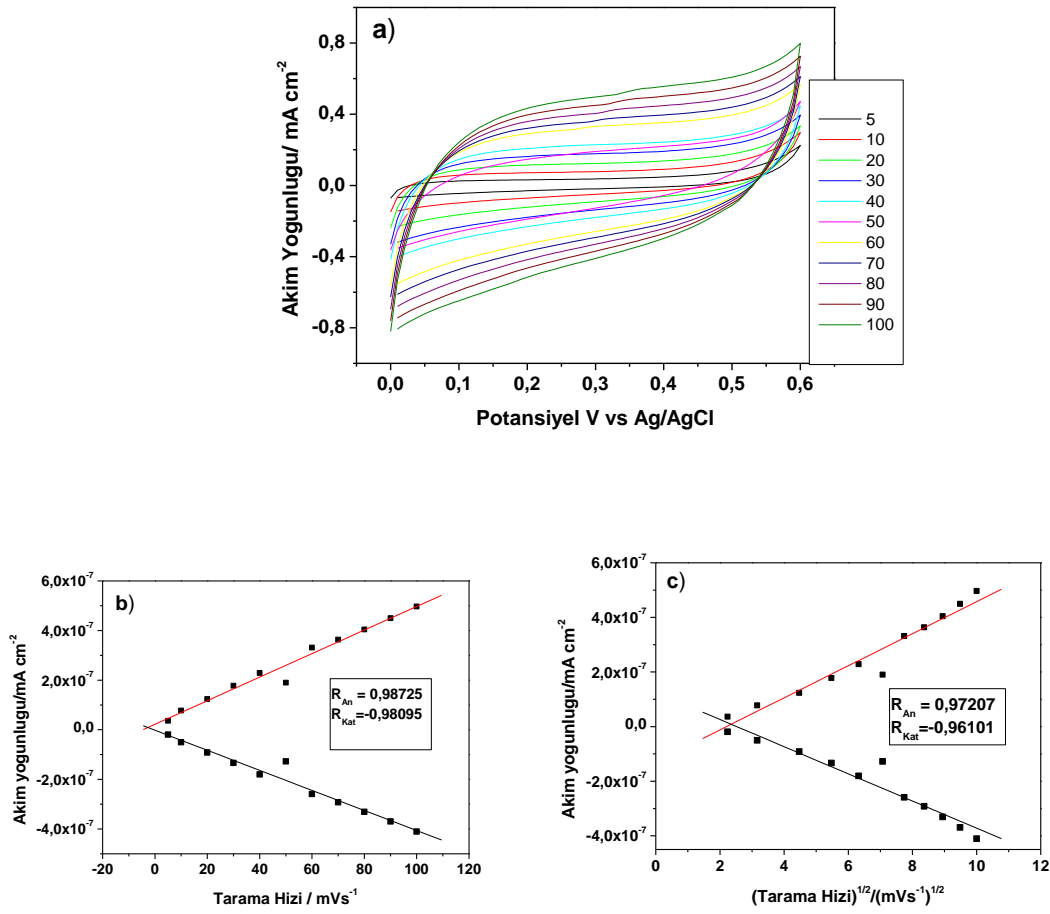 a)
0,8
0,4
0,0
-0,4
-0,8
Akim Yogunlugu/ mA cm-2
0,0 0,1 0,2 0,3 0,4 0,5 0,6
Potansiyel V vs Ag/AgCl
5
10
20
30
40
50
60
70
80
90
100
b)
6,0x10-7
4,0x10-7
2,0x10-7
0,0
-2,0x10-7
-4,0x10-7
Akim yogunlugu/mA cm-2
RAn = 0,98725
RKat=-0,98095
-20 0 20 40 60 80 100 120
Tarama Hizi / mVs-1
c)
6,0x10-7
4,0x10-7
2,0x10-7
0,0
-2,0x10-7
-4,0x10-7
Akim yogunlugu/mA cm-2
RAn = 0,97207
RKat=-0,96101
0 2 4 6 8 10 12
(Tarama Hizi)1/2/(mVs-1)1/2